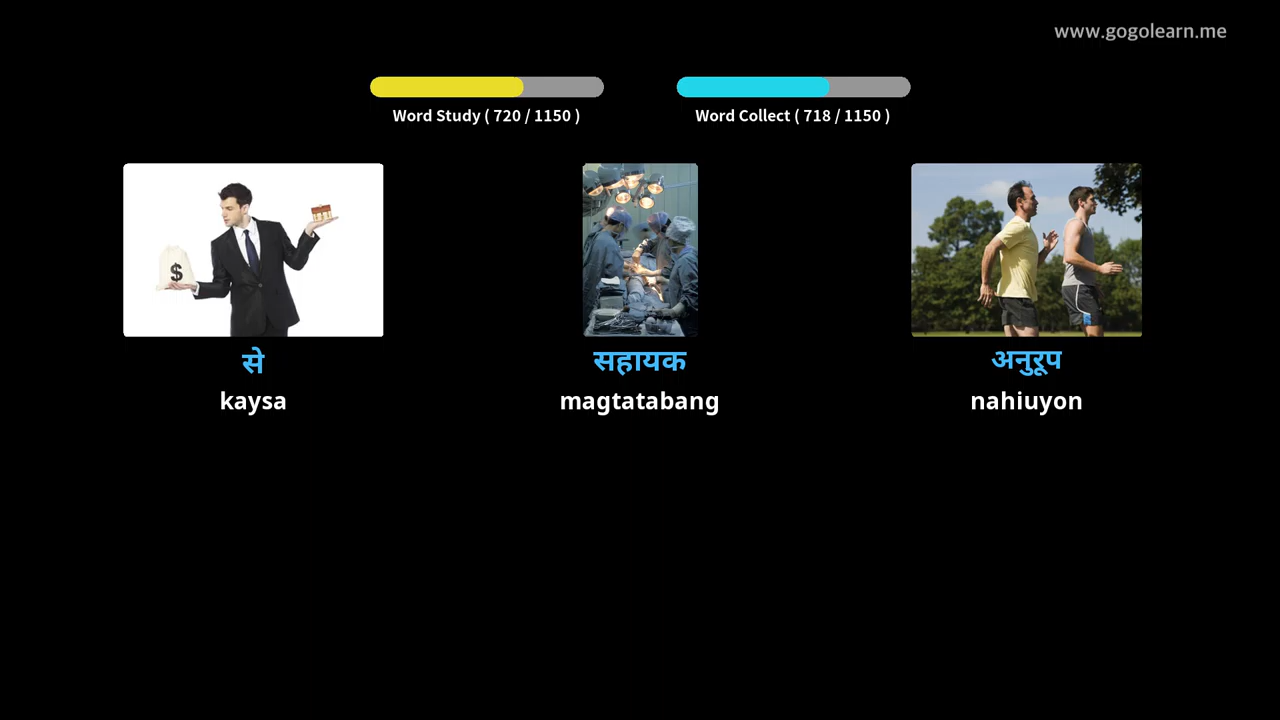 www.gogolearn.me
Word Study ( 720 / 1150 )
Word Collect ( 718 / 1150 )
$
से
सहायक
अनुरूप
kaysa
magtatabang
nahiuyon